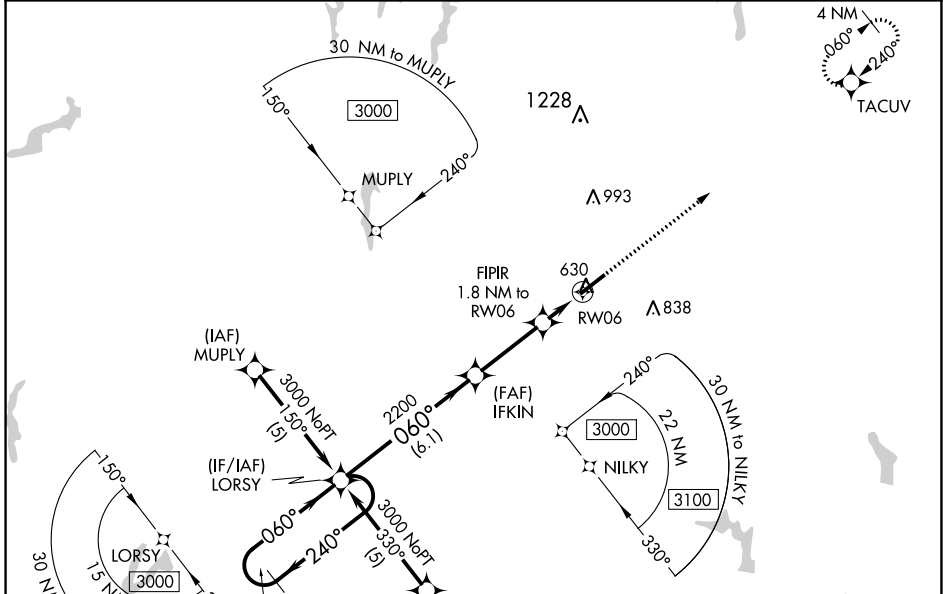 4 NM
060°
240°
TACUV
30 NM to MUPLY
150°
3000
240°
MUPLY
1228
993
FIPIR
1.8 NM to
RW06
630
RW06
838
(IAF)
MUPLY
3000 NoPT
150°
(5)
2200
060°
(6.1)
(FAF)
IFKIN
(IF/IAF)
LORSY
060°
240°
3000 NoPT
330°
(5)
240°
30 NM to NILKY
22 NM
3000
NILKY
3100
330°
150°
LORSY
3000
30 N
15 N